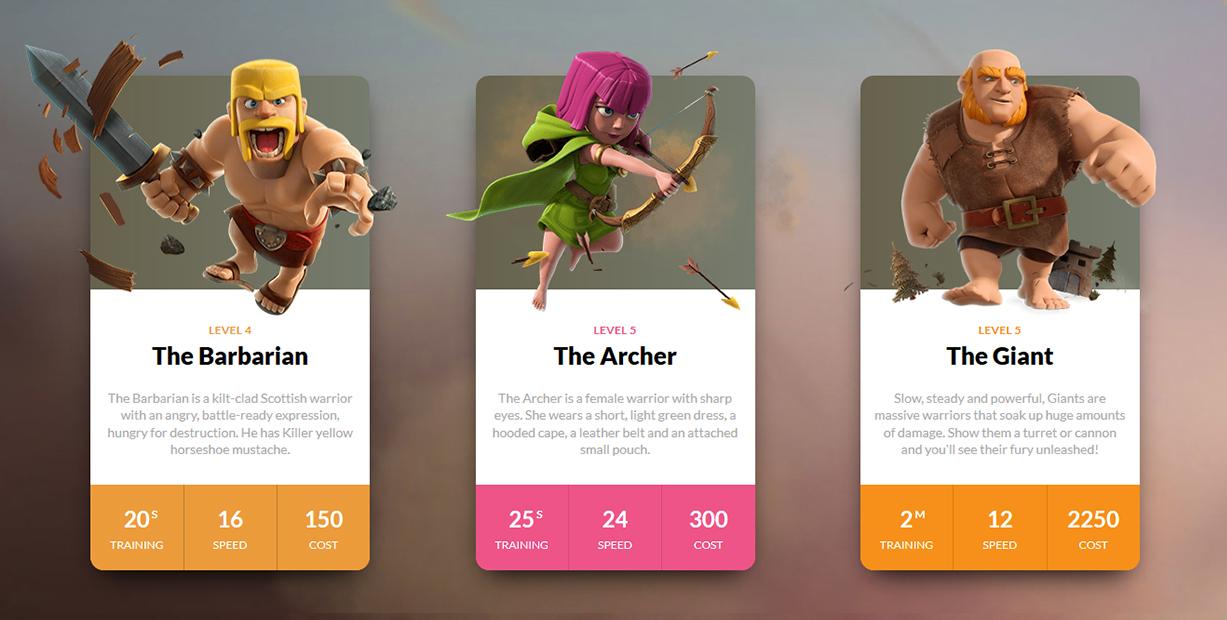 LEVEL 4
The Barbarian
The Barbarian is a kilt-clad Scottish warrior
with an angry, battle-ready expression,
hungry for destruction. He has Killer yellow
horseshoe mustache.
20 S
TRAINING
16
SPEED
150
COST
LEVEL 5
The Archer
The Archer is a female warrior with sharp
eyes. She wears a short, light green dress, a
hooded cape, a leather belt and an attached
small pouch.
25 S
TRAINING
24
SPEED
300
COST
LEVEL 5
The Giant
Slow, steady and powerful, Giants are
massive warriors that soak up huge amounts
of damage. Show them a turret or cannon
and you'll see their fury unleashed!
2 M
TRAINING
12
SPEED
2250
COST